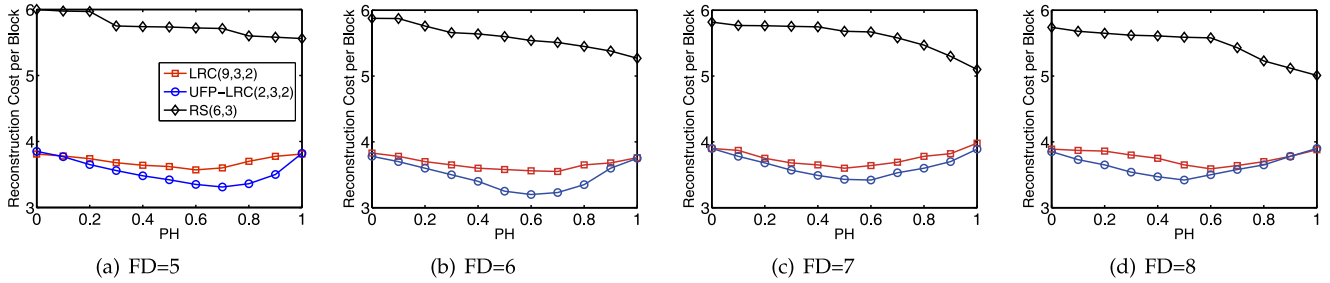 Reconstruction Cost per Block
6
5
4
3
LRC(9,3,2)
UFP-LRC(2,3,2)
RS(6,3)
0 0.2 0.4 0.6 0.8 1
PH
(a) FD=5
Reconstruction Cost per Block
6
5
4
3
0 0.2 0.4 0.6 0.8 1
PH
(b) FD=6
Reconstruction Cost per Block
6
5
4
3
0 0.2 0.4 0.6 0.8 1
PH
(c) FD=7
Reconstruction Cost per Block
6
5
4
3
0 0.2 0.4 0.6 0.8 1
PH
(d) FD=8